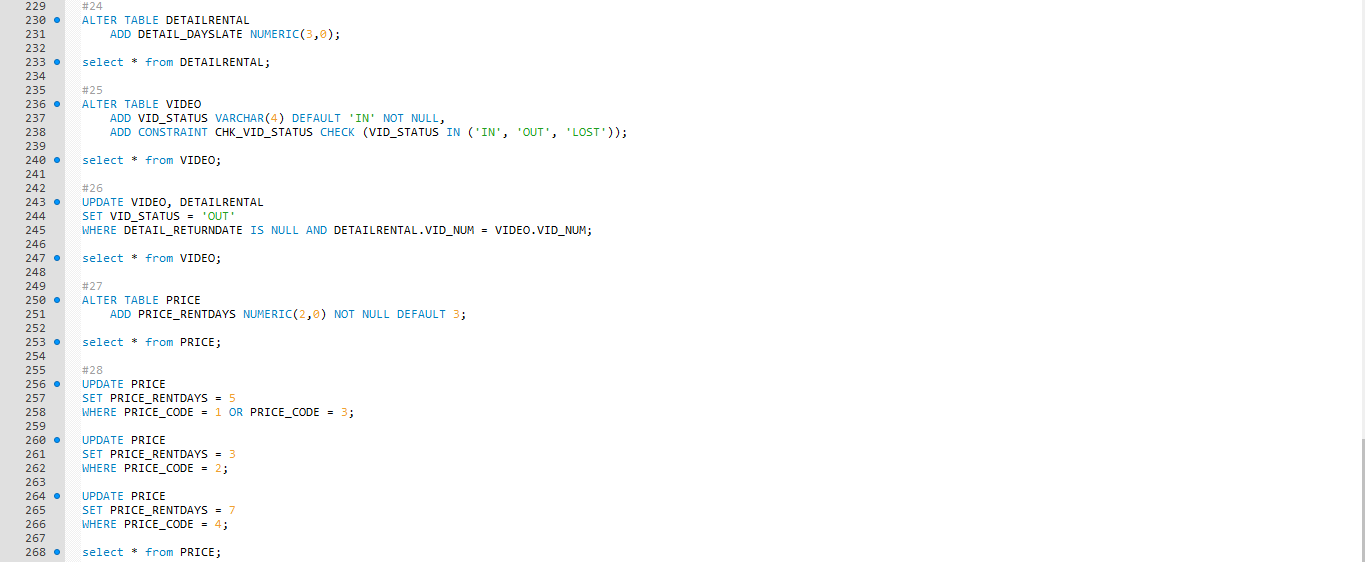 229 #24
230 ALTER TABLE DETAILRENTAL
231     ADD DETAIL_DAYSLATE NUMERIC(3,0);
232
233 select * from DETAILRENTAL;
234
235 #25
236 ALTER TABLE VIDEO
237     ADD VID_STATUS VARCHAR(4) DEFAULT 'IN' NOT NULL,
238     ADD CONSTRAINT CHK_VID_STATUS CHECK (VID_STATUS IN ('IN', 'OUT', 'LOST'));
239
240 select * from VIDEO;
241
242 #26
243 UPDATE VIDEO, DETAILRENTAL
244 SET VID_STATUS = 'OUT'
245 WHERE DETAIL_RETURNDATE IS NULL AND DETAILRENTAL.VID_NUM = VIDEO.VID_NUM;
246
247 select * from VIDEO;
248
249 #27
250 ALTER TABLE PRICE
251     ADD PRICE_RENTDAYS NUMERIC(2,0) NOT NULL DEFAULT 3;
252
253 select * from PRICE;
254
255 #28
256 UPDATE PRICE
257 SET PRICE_RENTDAYS = 5
258 WHERE PRICE_CODE = 1 OR PRICE_CODE = 3;
259
260 UPDATE PRICE
261 SET PRICE_RENTDAYS = 3
262 WHERE PRICE_CODE = 2;
263
264 UPDATE PRICE
265 SET PRICE_RENTDAYS = 7
266 WHERE PRICE_CODE = 4;
267
268 select * from PRICE;